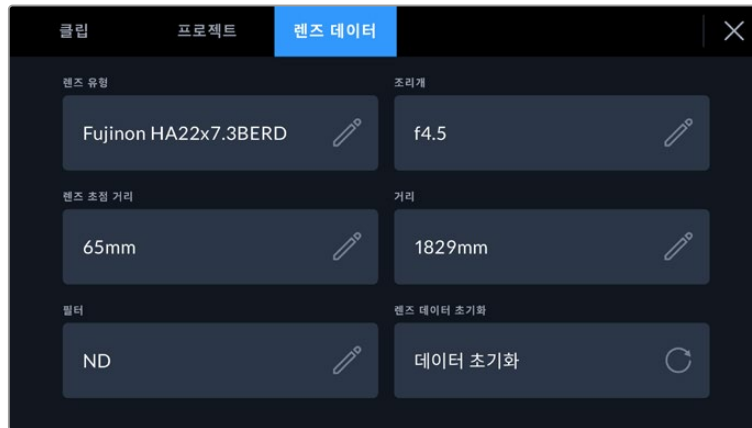 클립 프로젝트 렌즈 데이터
렌즈 유형 조리개
Fujinon HA22x7.3BERD f4.5
렌즈 초점 거리 거리
65mm 1829mm
필터 렌즈 데이터 초기화
ND 데이터 초기화